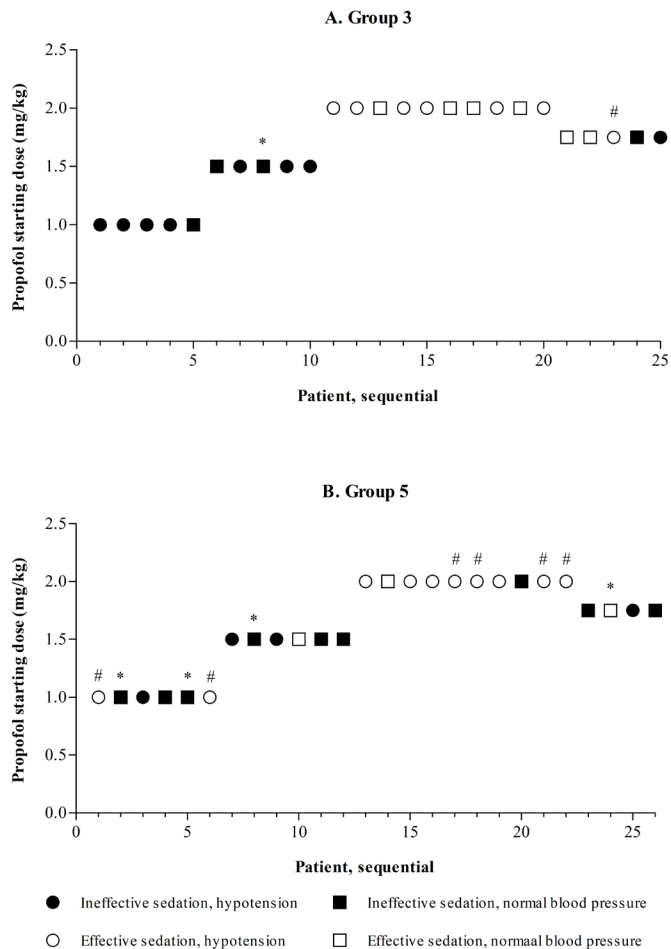 A. Group 3
Propofol starting dose (mg/kg)
2.5
*
#
2.0
1.5
1.0
0.5
0.0
0 5 10 15 20 25
Patient, sequential
B. Group 5
Propofol starting dose (mg/kg)
2.5
# # # #
2.0
* *
1.5
# * * #
1.0
0.5
0.0
0 5 10 15 20 25
Patient, sequential
Ineffective sedation, hypotension Ineffective sedation, normal blood pressure
Effective sedation, hypotension Effective sedation, normaal blood pressure